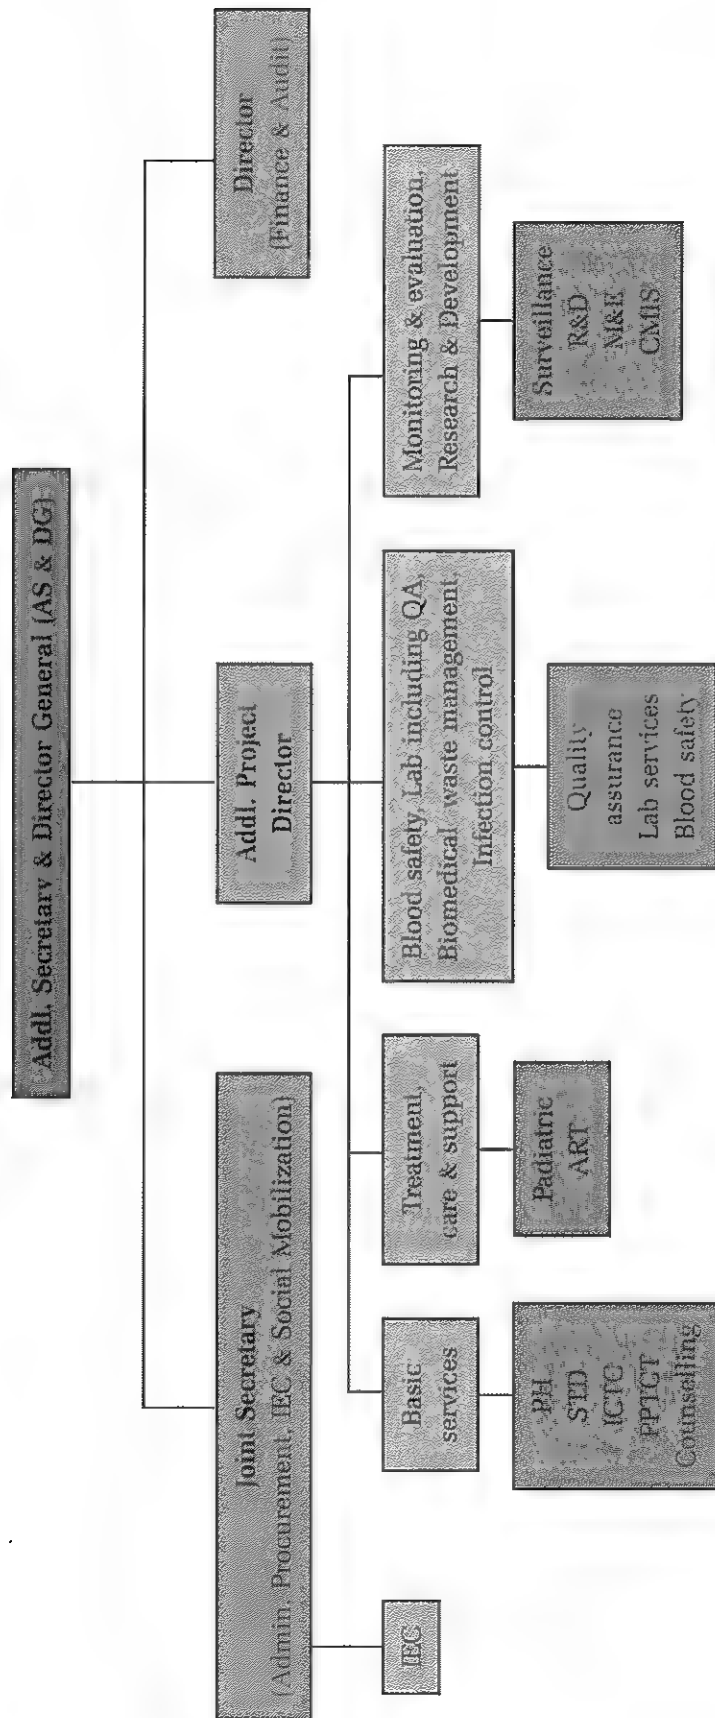 Addl. Secretary & Director General (AS & DG)
Joint Secretary
(Admin, Procurement, IEC & Social Mobilization)
Addl. Project
Director
Director
(Finance & Audit)
IEC
Basic
services
Treatment,
care & support
Blood safety, Lab including QA,
Biomedical waste management,
Infection control
Monitoring & evaluation,
Research & Development
STD
ICTC
PPTCT
Counselling
Padiatric
ART
Quality
assurance
Lab services
Blood safety
Surveillance
R&D
M&E
CMIS